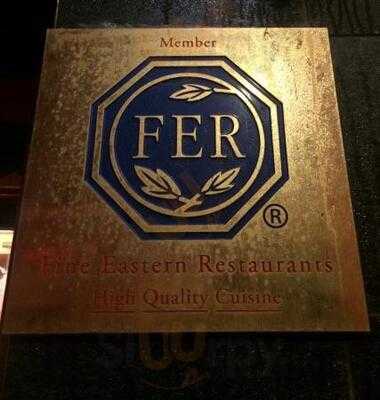 Member
FER
®
Fine Eastern Restaurants
High Quality Cuisine